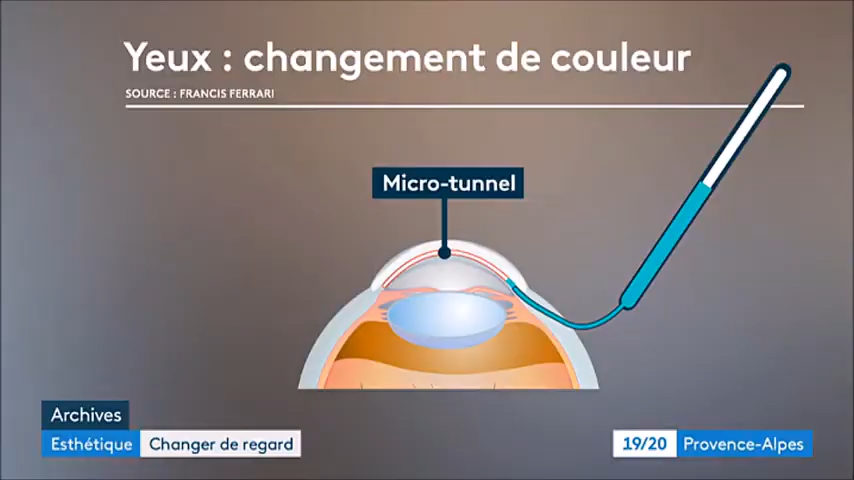 Yeux : changement de couleur
SOURCE : FRANCIS FERRARI
Micro-tunnel
Archives
Esthétique Changer de regard
19/20 Provence-Alpes